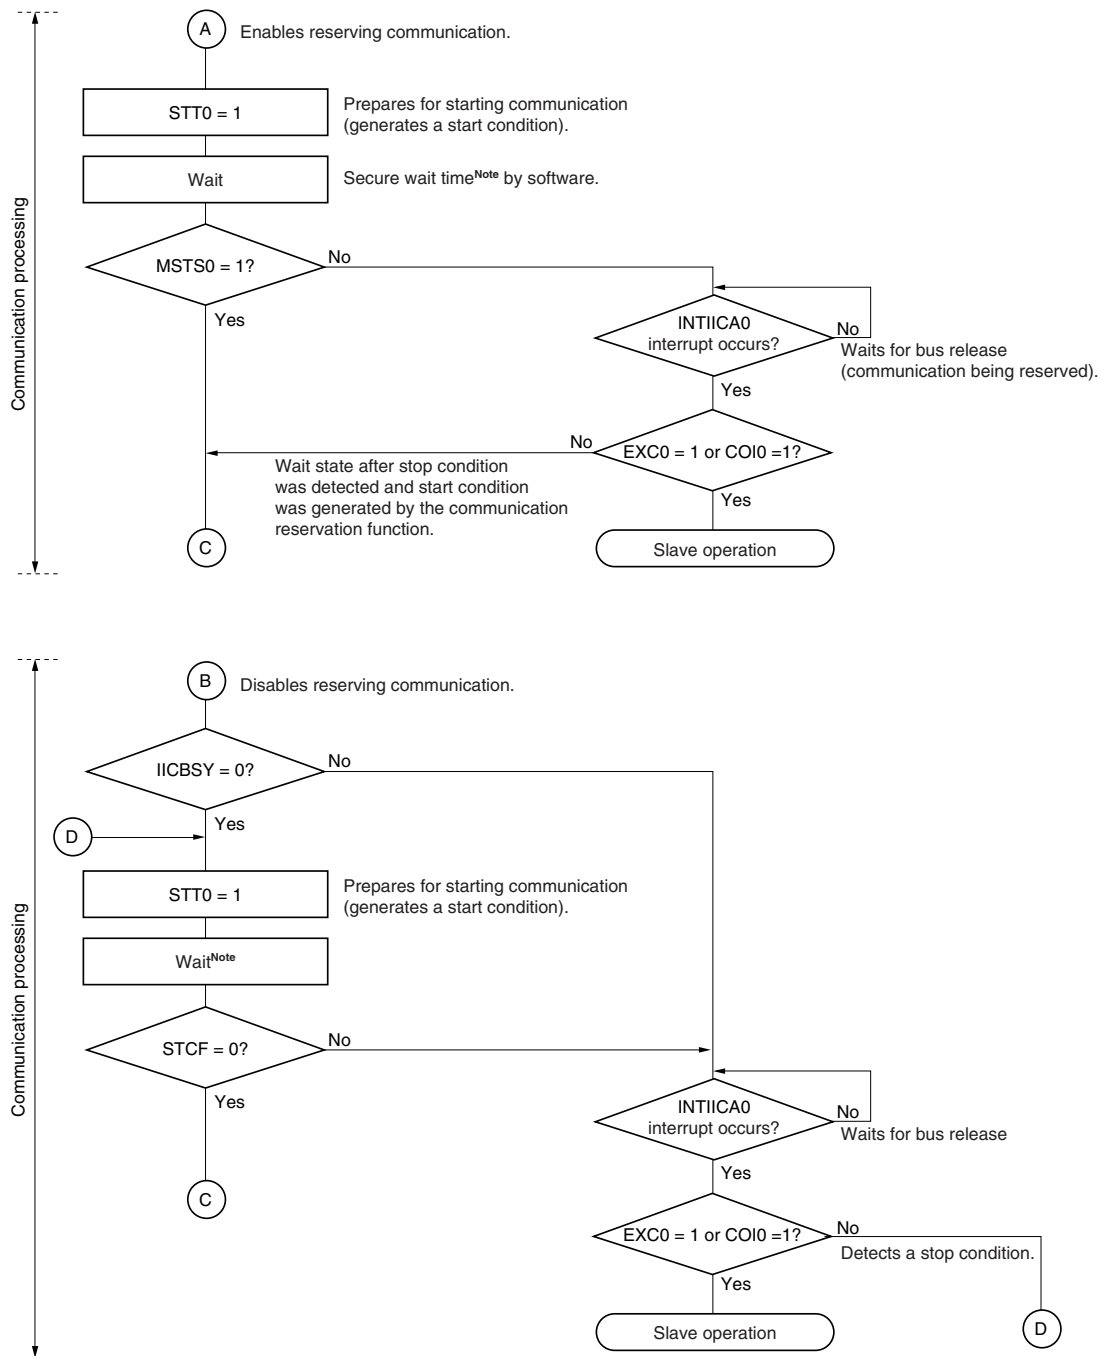 A
Enables reserving communication.
STT0 = 1
Prepares for starting communication
(generates a start condition).
Wait
Secure wait timeNote by software.
MSTS0 = 1?
No
Yes
INTIICA0
interrupt occurs?
No
Waits for bus release
(communication being reserved).
Yes
EXC0 = 1 or COI0 =1?
No
Wait state after stop condition
was detected and start condition
was generated by the communication
reservation function.
Yes
C
Slave operation
Communication processing
B
Disables reserving communication.
IICBSY = 0?
No
Yes
D
STT0 = 1
Prepares for starting communication
(generates a start condition).
WaitNote
STCF = 0?
No
Yes
INTIICA0
interrupt occurs?
No
Waits for bus release
Yes
C
EXC0 = 1 or COI0 =1?
No
Detects a stop condition.
Yes
Slave operation
D
Communication processing